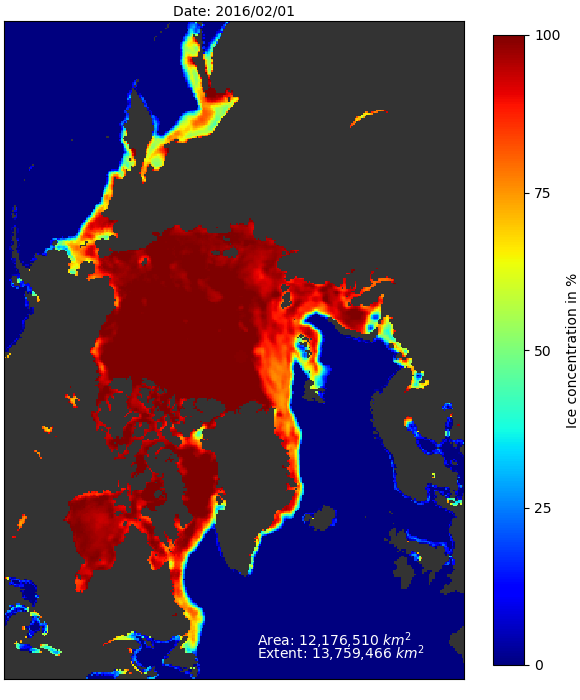 Date: 2016/02/01
100
75
50
25
0
Ice concentration in %
Area: 12,176,510 km²
Extent: 13,759,466 km²